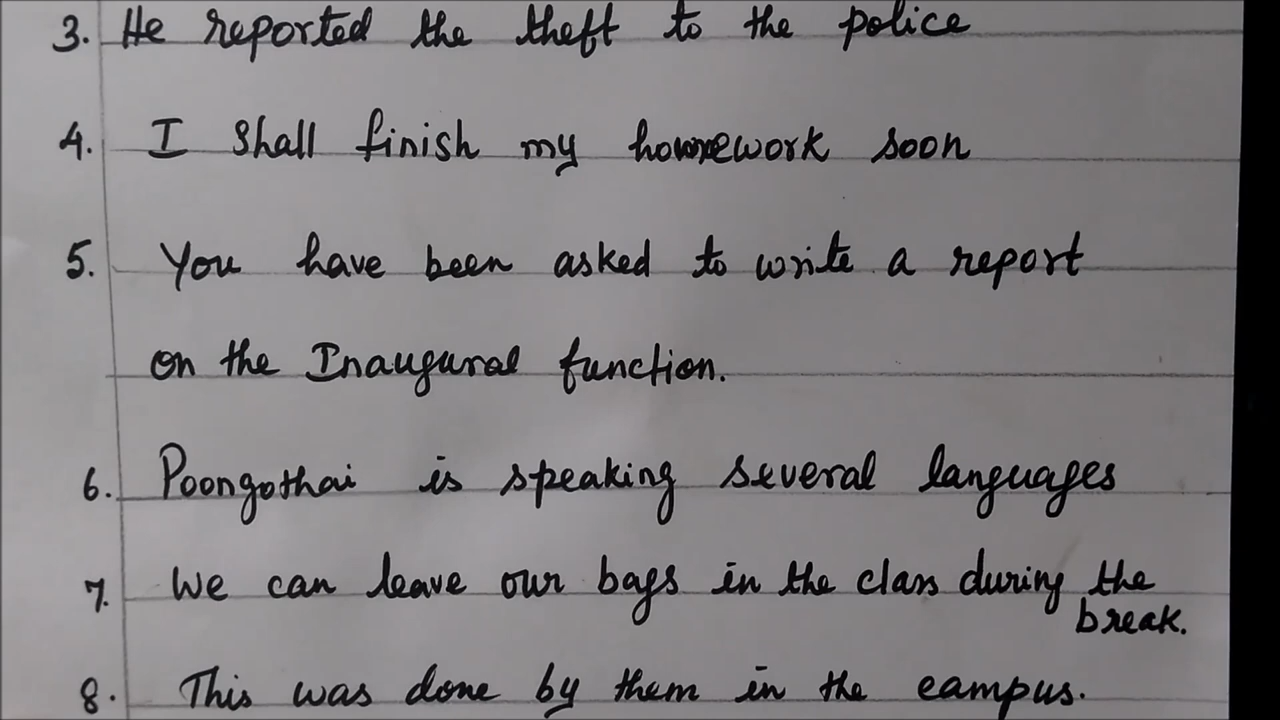 3. He reported the theft to the police
4. I shall finish my homework soon
5. You have been asked to write a report
on the Inaugural function.
6. Poongothai is speaking several languages
7. We can leave our bags in the class during the
break.
8. This was done by them in the campus.